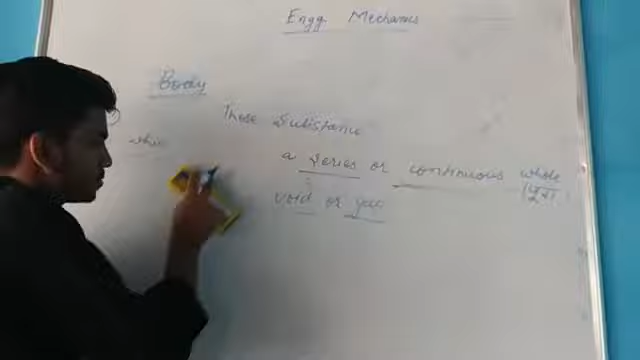 Engg Mechanics
Body
These Substance
a series or continuous whole
void or gap